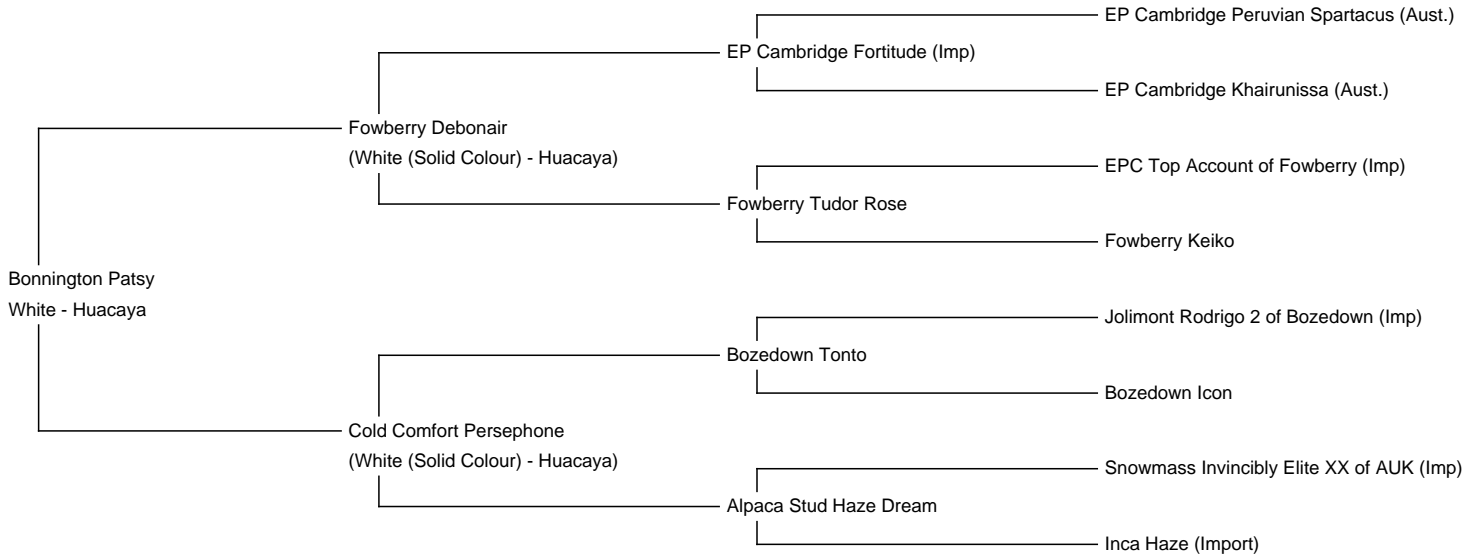 EP Cambridge Peruvian Spartacus (Aust.)
EP Cambridge Fortitude (Imp)
EP Cambridge Khairunissa (Aust.)
Fowberry Debonair
(White (Solid Colour) - Huacaya)
EPC Top Account of Fowberry (Imp)
Fowberry Tudor Rose
Fowberry Keiko
Bonnington Patsy
White - Huacaya
Jolimont Rodrigo 2 of Bozedown (Imp)
Bozedown Tonto
Bozedown Icon
Cold Comfort Persephone
(White (Solid Colour) - Huacaya)
Snowmass Invincibly Elite XX of AUK (Imp)
Alpaca Stud Haze Dream
Inca Haze (Import)